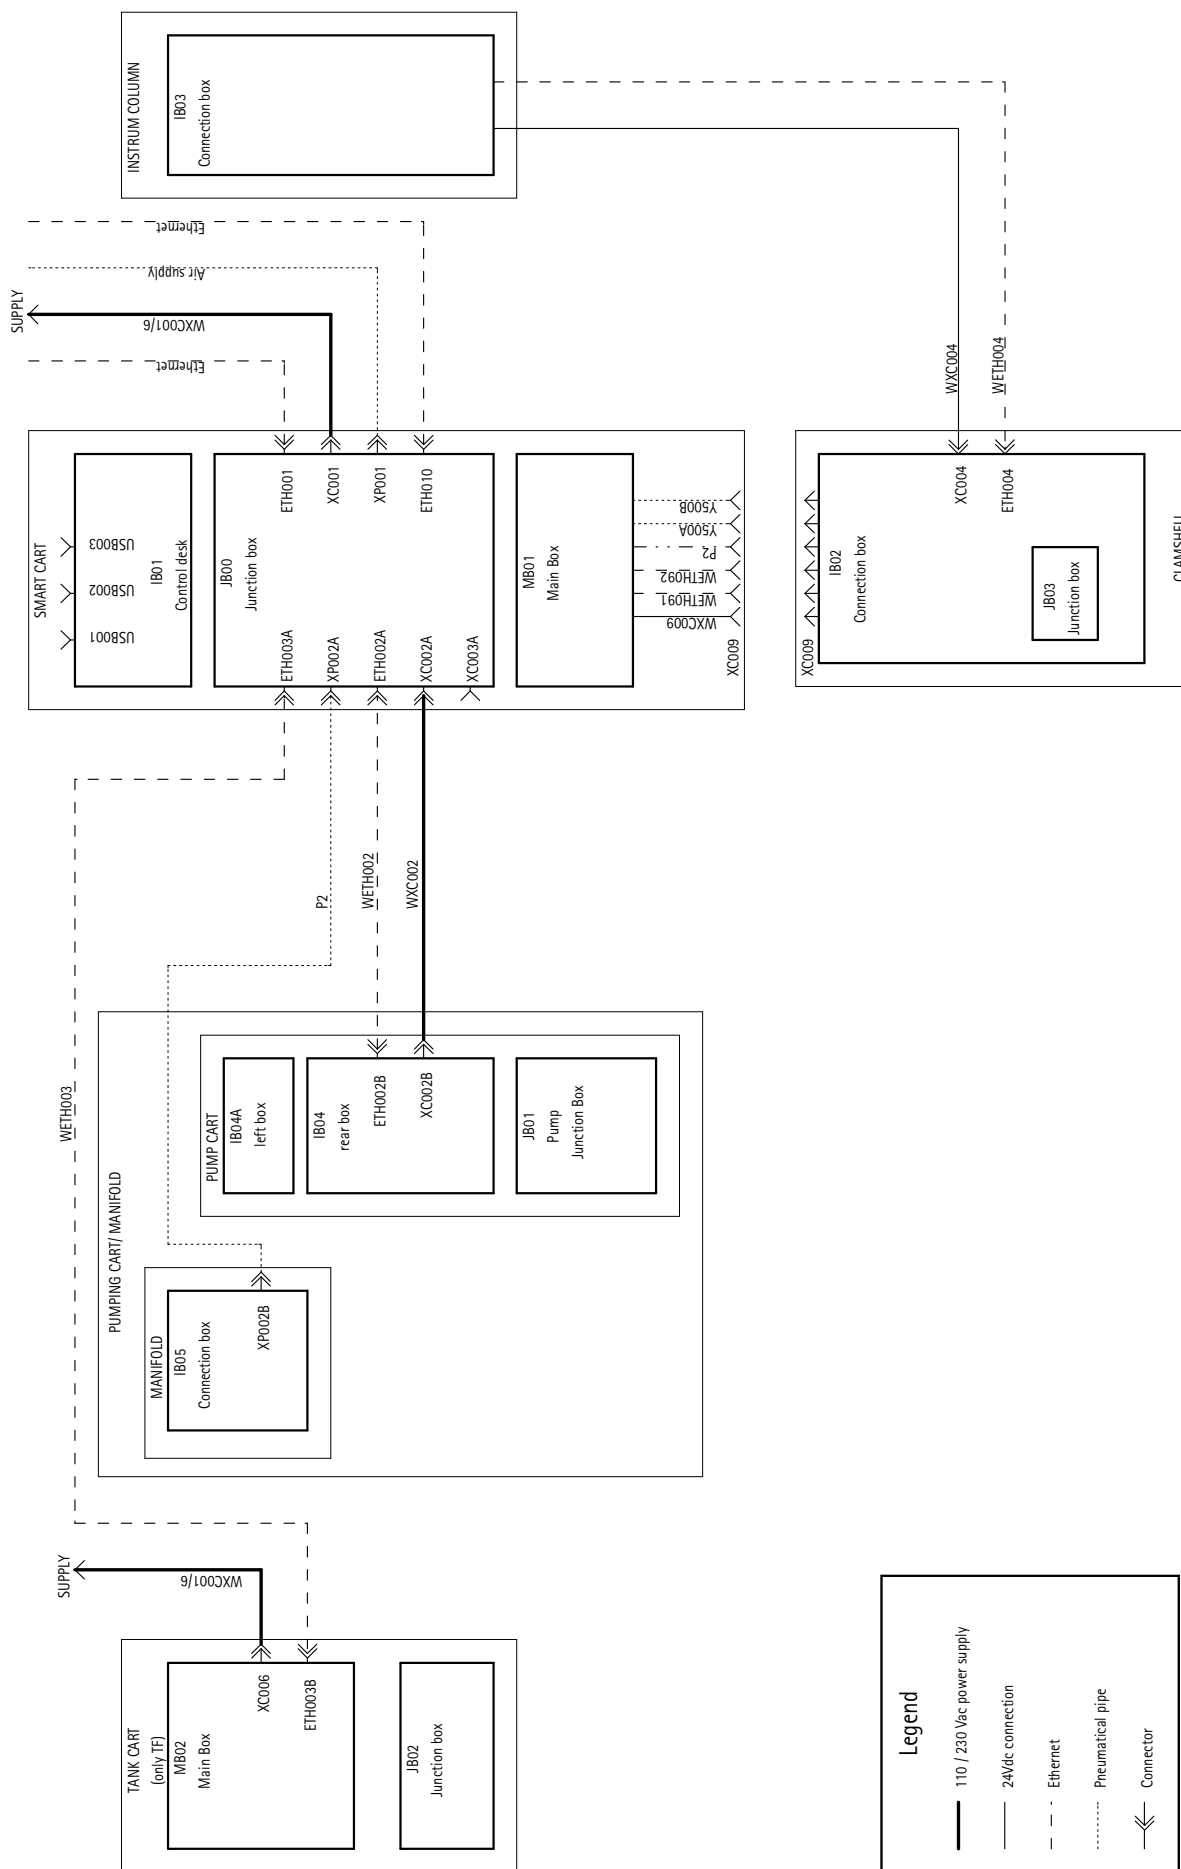 TANK CART
(only TF)
MB02
Main Box
XC006
ETH003B
JB02
Junction box
SUPPLY
WXC001/6
WETH003
PUMPING CART/ MANIFOLD
MANIFOLD
IB05
Connection box
XP002B
PUMP CART
IB04A
left box
IB04
rear box
ETH002B
XC002B
JB01
Pump
Junction Box
P2
WETH002
WXC002
SMART CART
USB001
USB002
USB003
IB01
Control desk
JB00
Junction box
ETH003A
XP002A
ETH002A
XC002A
XC003A
ETH001
XC001
XP001
ETH010
MB01
Main Box
WXC009
WETH091
WETH092
P2
Y500A
Y500B
XC009
Ethernet
SUPPLY
WXC001/6
Air supply
Ethernet
INSTRUM COLUMN
IB03
Connection box
WXC004
WETH004
XC009
IB02
Connection box
XC004
ETH004
JB03
Junction box
CLAMSHELL
Legend
110 / 230 Vac power supply
24Vdc connection
Ethernet
Pneumatical pipe
Connector